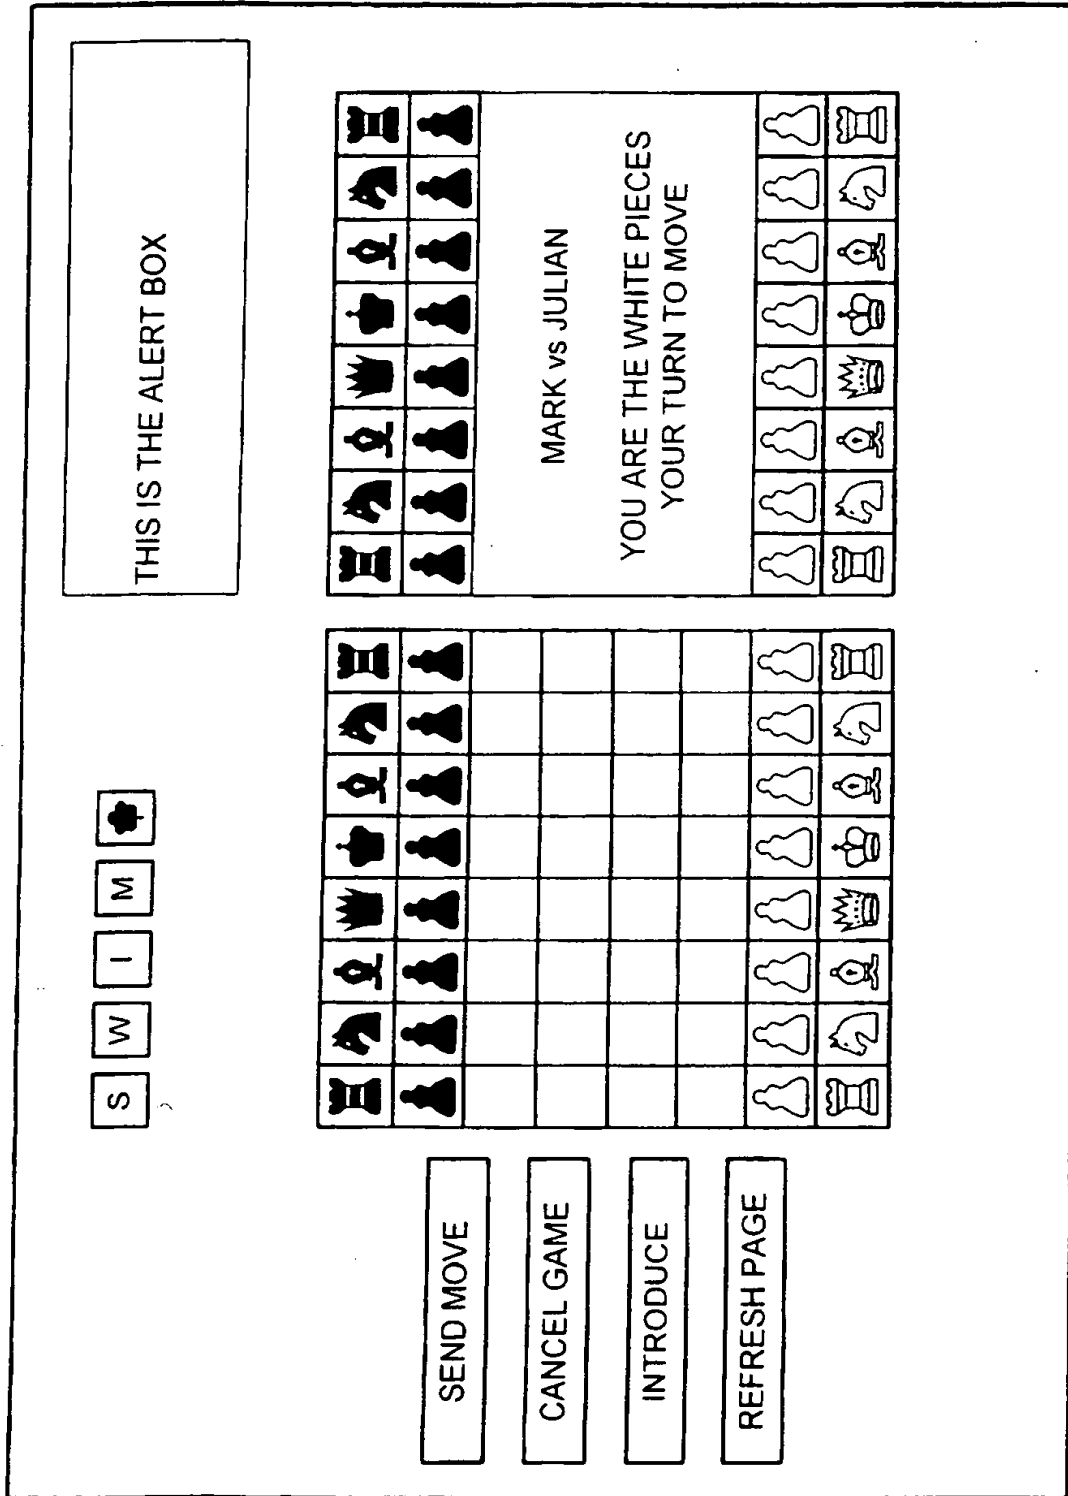 S W I M
THIS IS THE ALERT BOX
SEND MOVE
CANCEL GAME
INTRODUCE
REFRESH PAGE
MARK vs JULIAN
YOU ARE THE WHITE PIECES
YOUR TURN TO MOVE